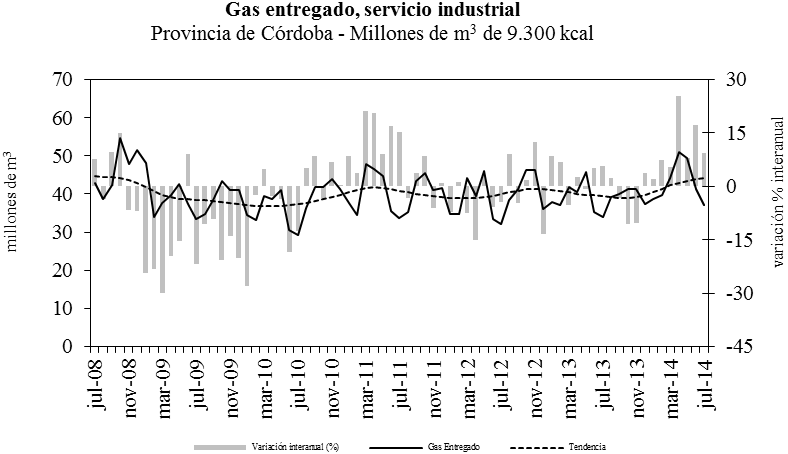 Gas entregado, servicio industrial
Provincia de Córdoba - Millones de m³ de 9.300 kcal
70
60
50
40
30
20
10
0
millones de m³
30
15
0
-15
-30
-45
variación % interanual
jul-08
nov-08
mar-09
jul-09
nov-09
mar-10
jul-10
nov-10
mar-11
jul-11
nov-11
mar-12
jul-12
nov-12
mar-13
jul-13
nov-13
mar-14
jul-14
Variación interanual (%)
Gas Entregado
Tendencia